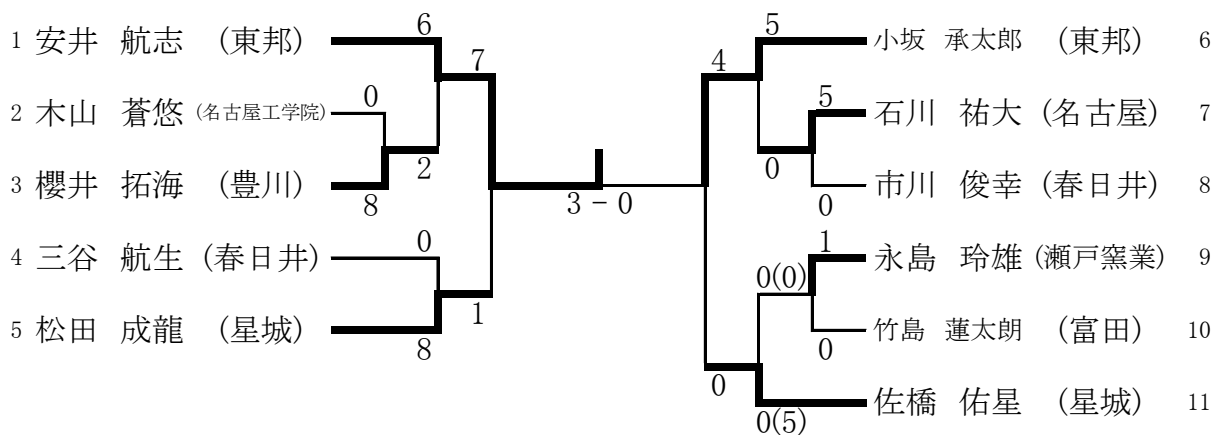 1 安井 航志 (東邦) 6
7
2 木山 蒼悠 (名古屋工学院) 0
2
3 櫻井 拓海 (豊川) 8
4 三谷 航生 (春日井) 0
1
5 松田 成龍 (星城) 8
3-0
5 小坂 承太郎 (東邦) 6
4
5 石川 祐大 (名古屋) 7
0
0 市川 俊幸 (春日井) 8
1 永島 玲雄 (瀬戸窯業) 9
0(0)
0 竹島 蓮太朗 (富田) 10
0
0(5) 佐橋 佑星 (星城) 11